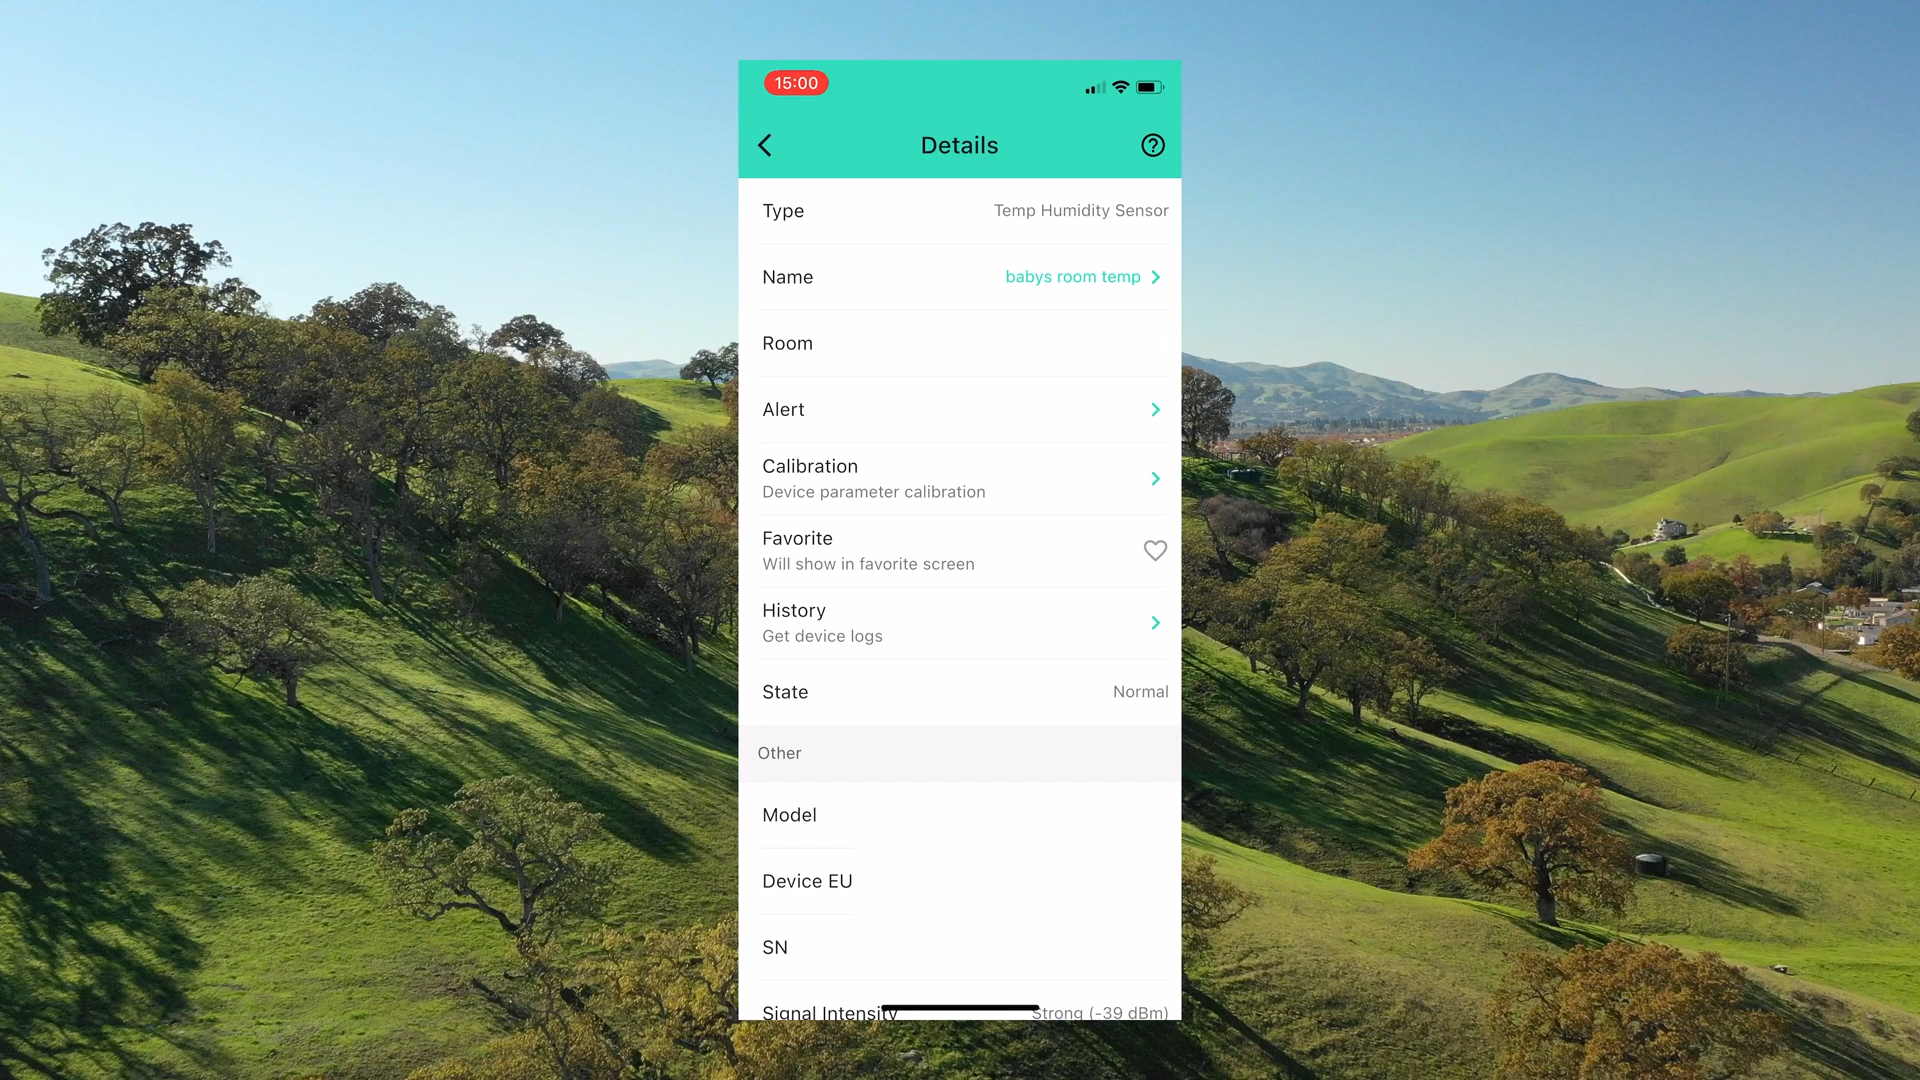 15:00
Details
Type
Temp Humidity Sensor
Name
babys room temp
Room
Alert
Calibration
Device parameter calibration
Favorite
Will show in favorite screen
History
Get device logs
State
Normal
Other
Model
Device EU
SN
Signal Intensity
Strong (-39 dBm)